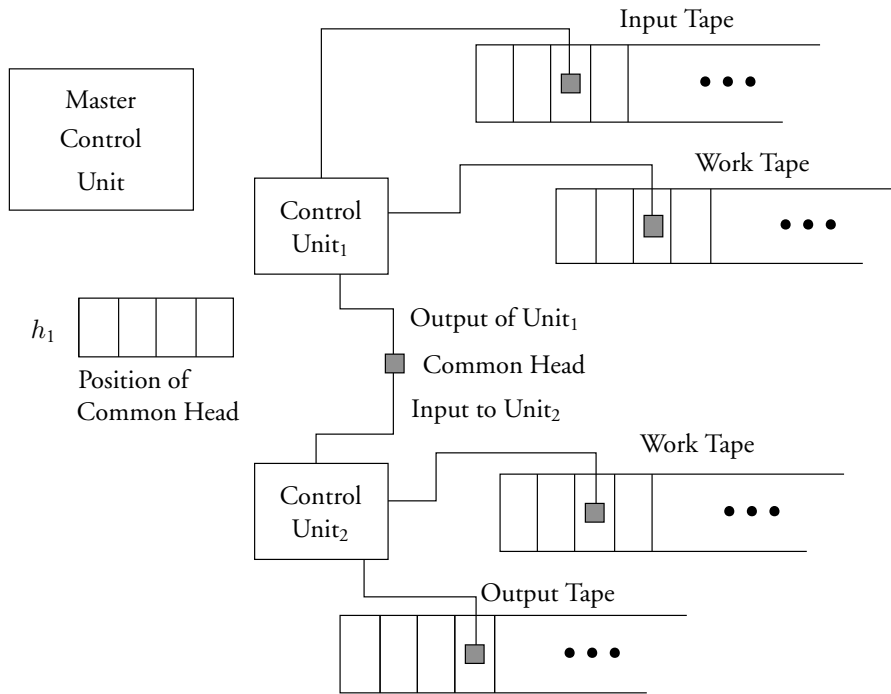 Input Tape
Master
Control
Unit
Work Tape
Control
Unit₁
h₁
Position of
Common Head
Output of Unit₁
Common Head
Input to Unit₂
Work Tape
Control
Unit₂
Output Tape